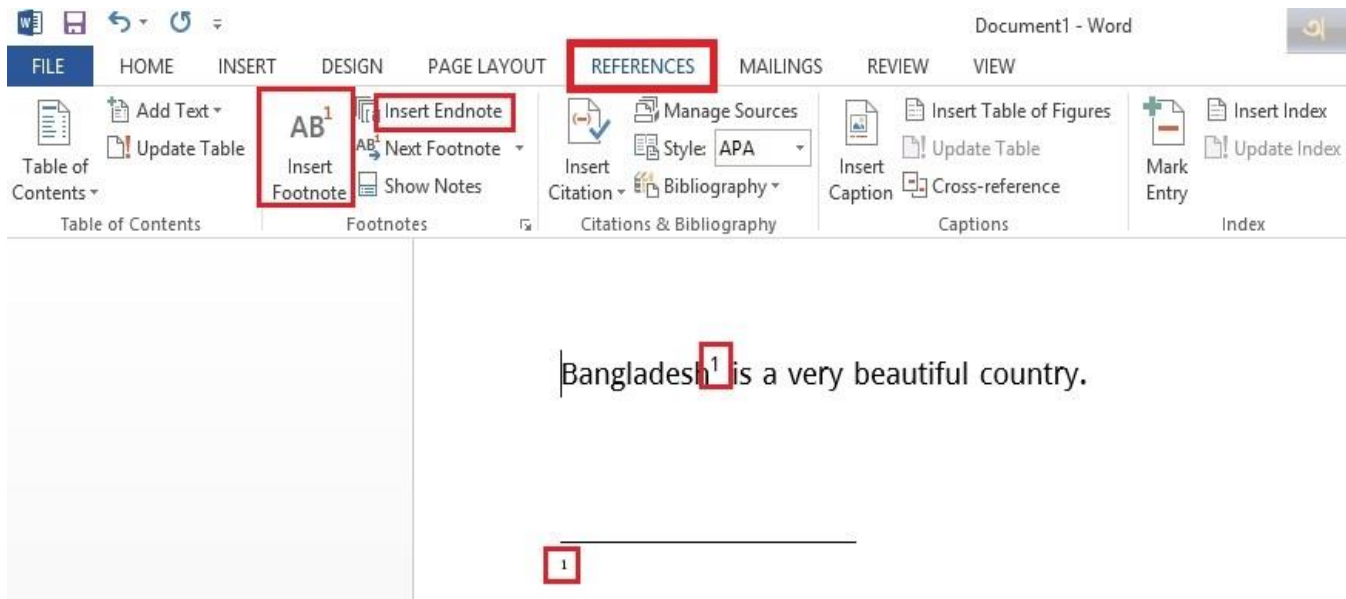 Document1 - Word
অ
FILE HOME INSERT DESIGN PAGE LAYOUT REFERENCES MAILINGS REVIEW VIEW
Table of Contents
Add Text
Update Table
Table of Contents
AB1
Insert Footnote
Insert Endnote
AB1 Next Footnote
Show Notes
Footnotes
Insert Citation
Manage Sources
Style: APA
Bibliography
Citations & Bibliography
Insert Caption
Insert Table of Figures
Update Table
Cross-reference
Captions
Mark Entry
Insert Index
Update Index
Index
Bangladesh1 is a very beautiful country.
1